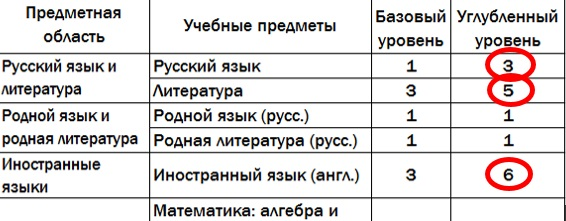 Предметная область Учебные предметы Базовый уровень Углубленный уровень
Русский язык и литература Русский язык 1 3
Литература 3 5
Родной язык и родная литература Родной язык (русс.) 1 1
Родная литература (русс.) 1 1
Иностранные языки Иностранный язык (англ.) 3 6
Математика: алгебра и